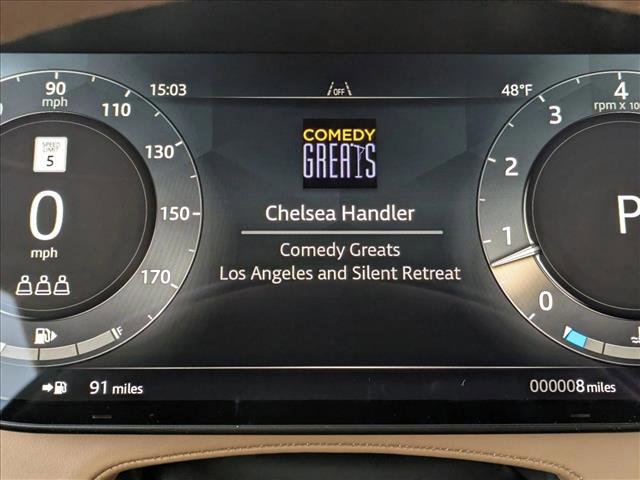 90
mph
110
130
150
170
SPEED
LIMIT
5
0
mph
F
15:03
OFF
48°F
COMEDY
GREATS
Chelsea Handler
Comedy Greats
Los Angeles and Silent Retreat
4
rpm x
3
2
1
0
P
91 miles
000008 miles